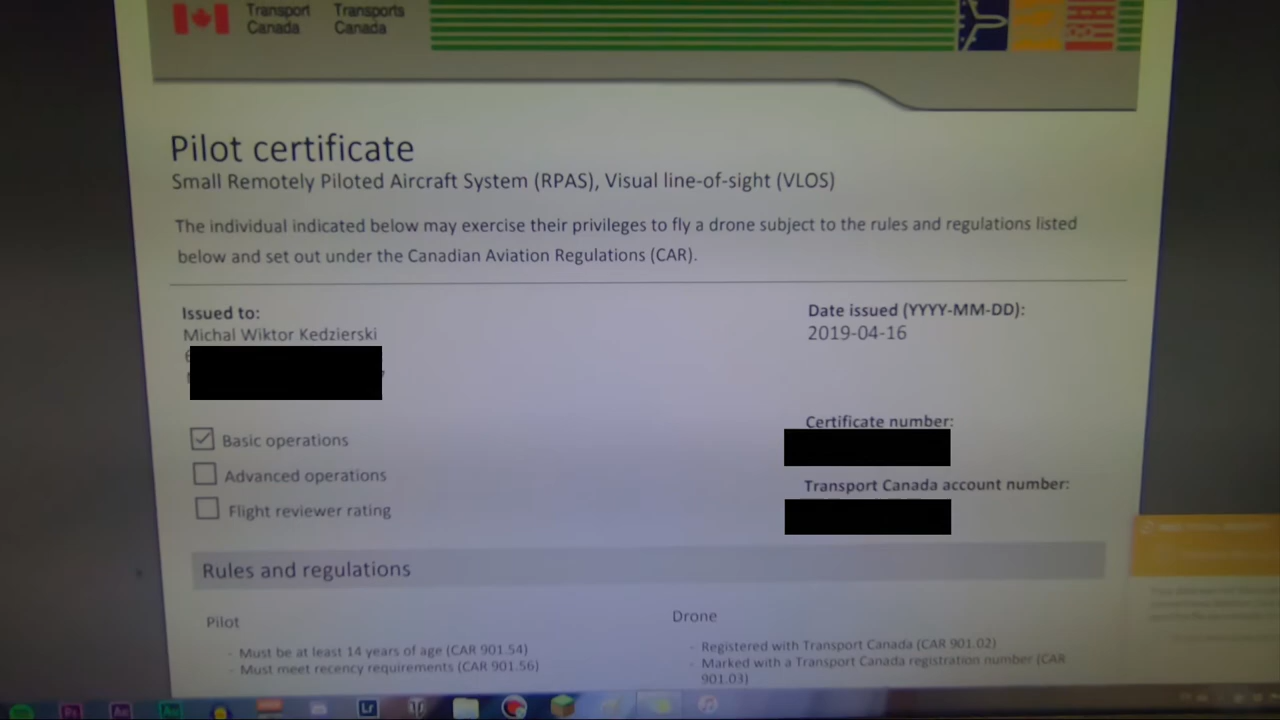 Transport Transports
Canada Canada
Pilot certificate
Small Remotely Piloted Aircraft System (RPAS), Visual line-of-sight (VLOS)
The individual indicated below may exercise their privileges to fly a drone subject to the rules and regulations listed
below and set out under the Canadian Aviation Regulations (CAR).
Issued to:
Michal Wiktor Kedzierski
Date issued (YYYY-MM-DD):
2019-04-16
Basic operations
Advanced operations
Flight reviewer rating
Certificate number:
Transport Canada account number:
Rules and regulations
Pilot
- Must be at least 14 years of age (CAR 901.54)
- Must meet recency requirements (CAR 901.56)
Drone
- Registered with Transport Canada (CAR 901.02)
- Marked with a Transport Canada registration number (CAR
901.03)
Lr